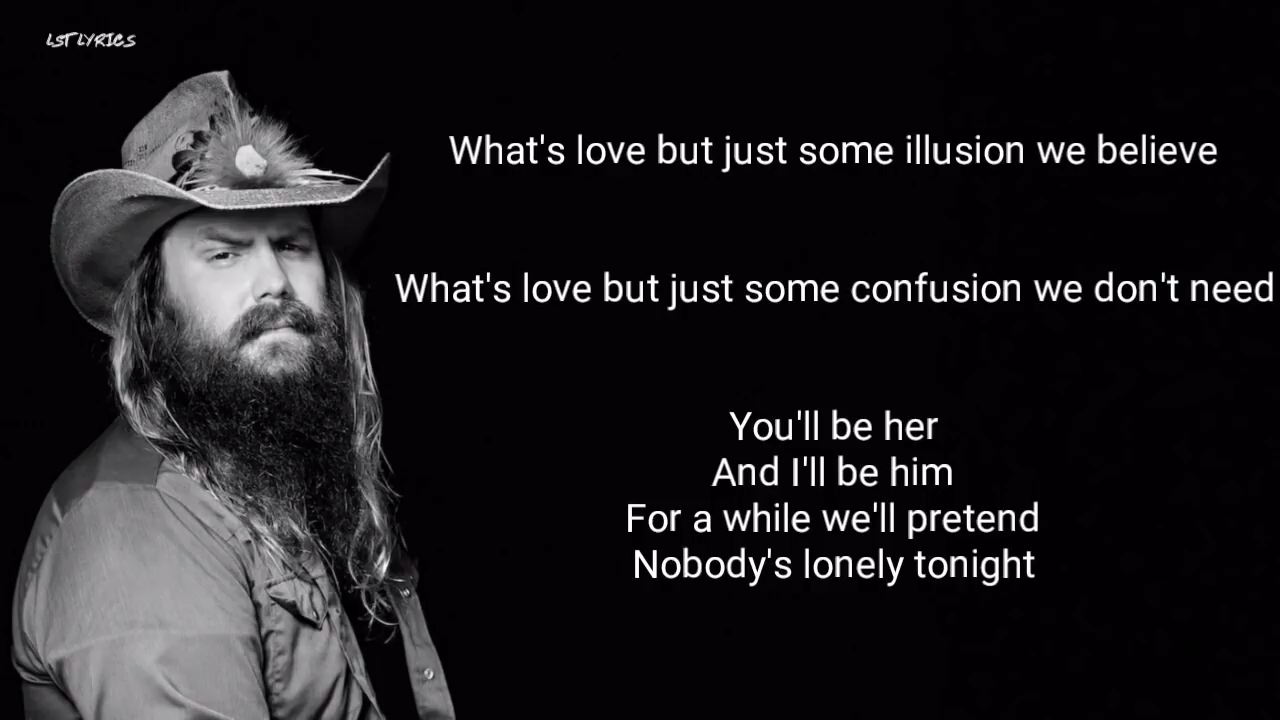 LST LYRICS
What's love but just some illusion we believe
What's love but just some confusion we don't need
You'll be her
And I'll be him
For a while we'll pretend
Nobody's lonely tonight